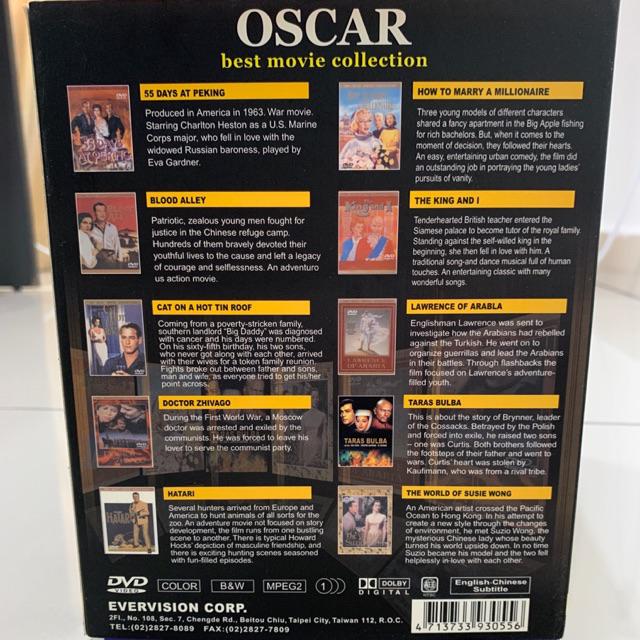 OSCAR
best movie collection
55 DAYS AT PEKING
Produced in America in 1963. War movie.
Starring Charlton Heston as a U.S. Marine
Corps major, who fell in love with the
widowed Russian baroness, played by
Eva Gardner.
BLOOD ALLEY
Patriotic, zealous young men fought for
justice in the Chinese refuge camp.
Hundreds of them bravely devoted their
youthful lives to the cause and left a legacy
of courage and selflessness. An adventuro
us action movie.
CAT ON A HOT TIN ROOF
Coming from a poverty-stricken family,
southern landlord "Big Daddy" was diagnosed
with cancer and his days were numbered.
On his sixty-fifth birthday, his two sons,
who never got along with each other, arrived
with their wives for a token family reunion.
Fights broke out between father and sons,
man and wife, as everyone tried to get his/her
point across.
DOCTOR ZHIVAGO
During the First World War, a Moscow
doctor was arrested and exiled by the
communists. He was forced to leave his
lover to serve the communist party.
HATARI
Several hunters arrived from Europe and
America to hunt animals of all sorts for the
zoo. An adventure movie not focused on story
development, the film runs from one bustling
scene to another. There is typical Howard
Hocks' depiction of masculine friendship, and
there is exciting hunting scenes seasoned
with fun-filled episodes.
HOW TO MARRY A MILLIONAIRE
Three young models of different characters
shared a fancy apartment in the Big Apple fishing
for rich bachelors. But, when it comes to the
moment of decision, they followed their hearts.
An easy, entertaining urban comedy, the film did
an outstanding job in portraying the young ladies'
pursuits of vanity.
THE KING AND I
Tenderhearted British teacher entered the
Siamese palace to become tutor of the royal family.
Standing against the self-willed king in the
beginning, she then fell in love with him. A
traditional song-and dance musical full of human
touches. An entertaining classic with many
wonderful songs.
LAWRENCE OF ARABLA
Englishman Lawrence was sent to
investigate how the Arabians had rebelled
against the Turkish. He went on to
organize guerrillas and lead the Arabians
in their battles. Through flashbacks the
film focused on Lawrence's adventure-
filled youth.
LAWRENCE
OF ARABIA
TARAS BULBA
This is about the story of Brynner, leader
of the Cossacks. Betrayed by the Polish
and forced into exile, he raised two sons
– one was Curtis. Both brothers followed
the footsteps of their father and went to
wars. Curtis' heart was stolen by
Kaufmann, who was from a rival tribe.
TARAS BULBA
THE WORLD OF SUSIE WONG
An American artist crossed the Pacific
Ocean to Hong Kong. In his attempt to
create a new style through the changes
of environment, he met Suzio Wong, the
mysterious Chinese lady whose beauty
turned his world upside down. In no time
Suzio became his model and the two fell
helplessly in-love with each other.
DVD VIDEO
COLOR
B&W
MPEG2
1
DOLBY DIGITAL
ALL
NTSC
English-Chinese
Subtitle
EVERVISION CORP.
2Fl., No. 108, Sec. 7, Chengde Rd., Beitou Chiu, Taipei City, Taiwan 112, R.O.C.
TEL:(02)2827-8089 FAX:(02)2827-7809
4 713733 930556